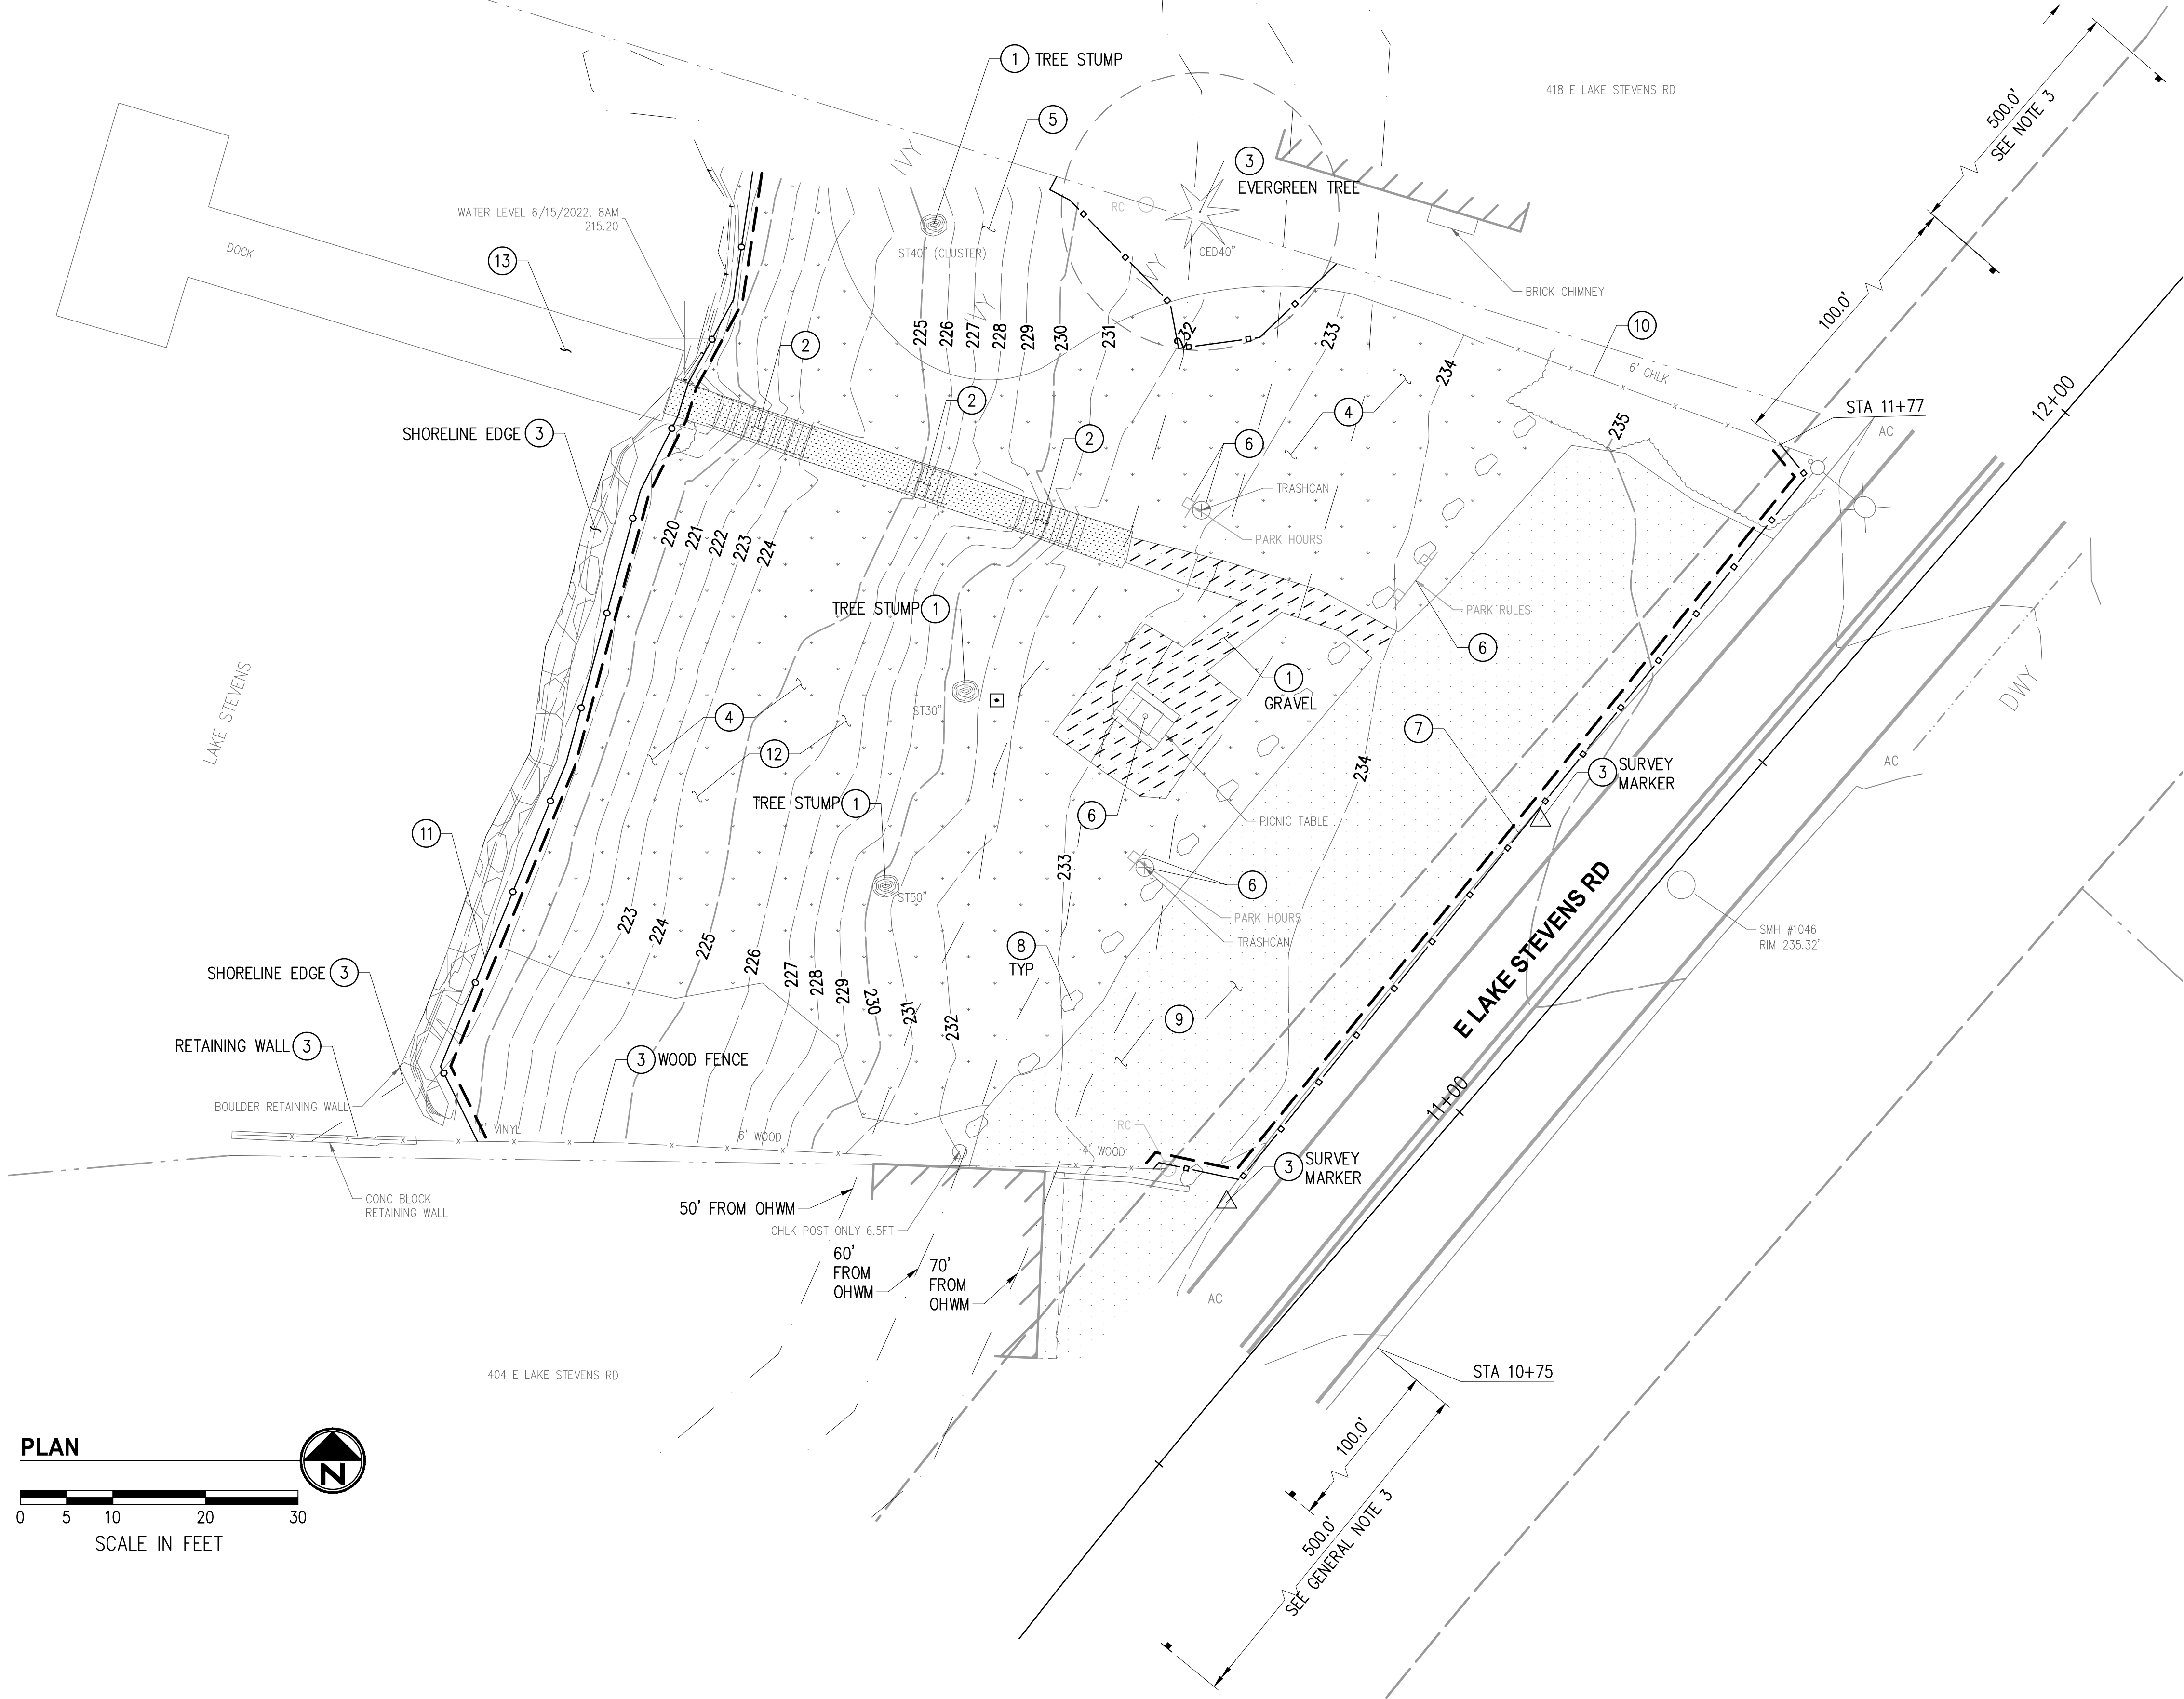 1 TREE STUMP
5
418 E LAKE STEVENS RD
500.0'
SEE NOTE 3
3
EVERGREEN TREE
IVY
RC
WATER LEVEL 6/15/2022, 8AM
215.20
DOCK
13
ST40" (CLUSTER)
CED40"
IVY
IVY
BRICK CHIMNEY
100.0'
10
2
225
226
227
228
229
230
231
232
233
234
6' CHLK
12+00
STA 11+77
AC
2
4
2
235
SHORELINE EDGE 3
6
TRASHCAN
PARK HOURS
220
221
222
223
224
TREE STUMP 1
PARK RULES
6
1
GRAVEL
LAKE STEVENS
DWY
ST30"
4
12
7
234
3 SURVEY
MARKER
AC
TREE STUMP 1
6
PICNIC TABLE
11
233
ST50"
6
E LAKE STEVENS RD
PARK HOURS
TRASHCAN
SMH #1046
RIM 235.32'
223
224
225
226
227
228
229
230
231
232
8
TYP
SHORELINE EDGE 3
9
RETAINING WALL 3
3 WOOD FENCE
11+00
BOULDER RETAINING WALL
6' VINYL
6' WOOD
RC
4' WOOD
3 SURVEY
MARKER
CONC BLOCK
RETAINING WALL
50' FROM OHWM
CHLK POST ONLY 6.5FT
60'
FROM
OHWM
70'
FROM
OHWM
AC
404 E LAKE STEVENS RD
STA 10+75
100.0'
500.0'
SEE GENERAL NOTE 3
PLAN
N
0 5 10 20 30
SCALE IN FEET